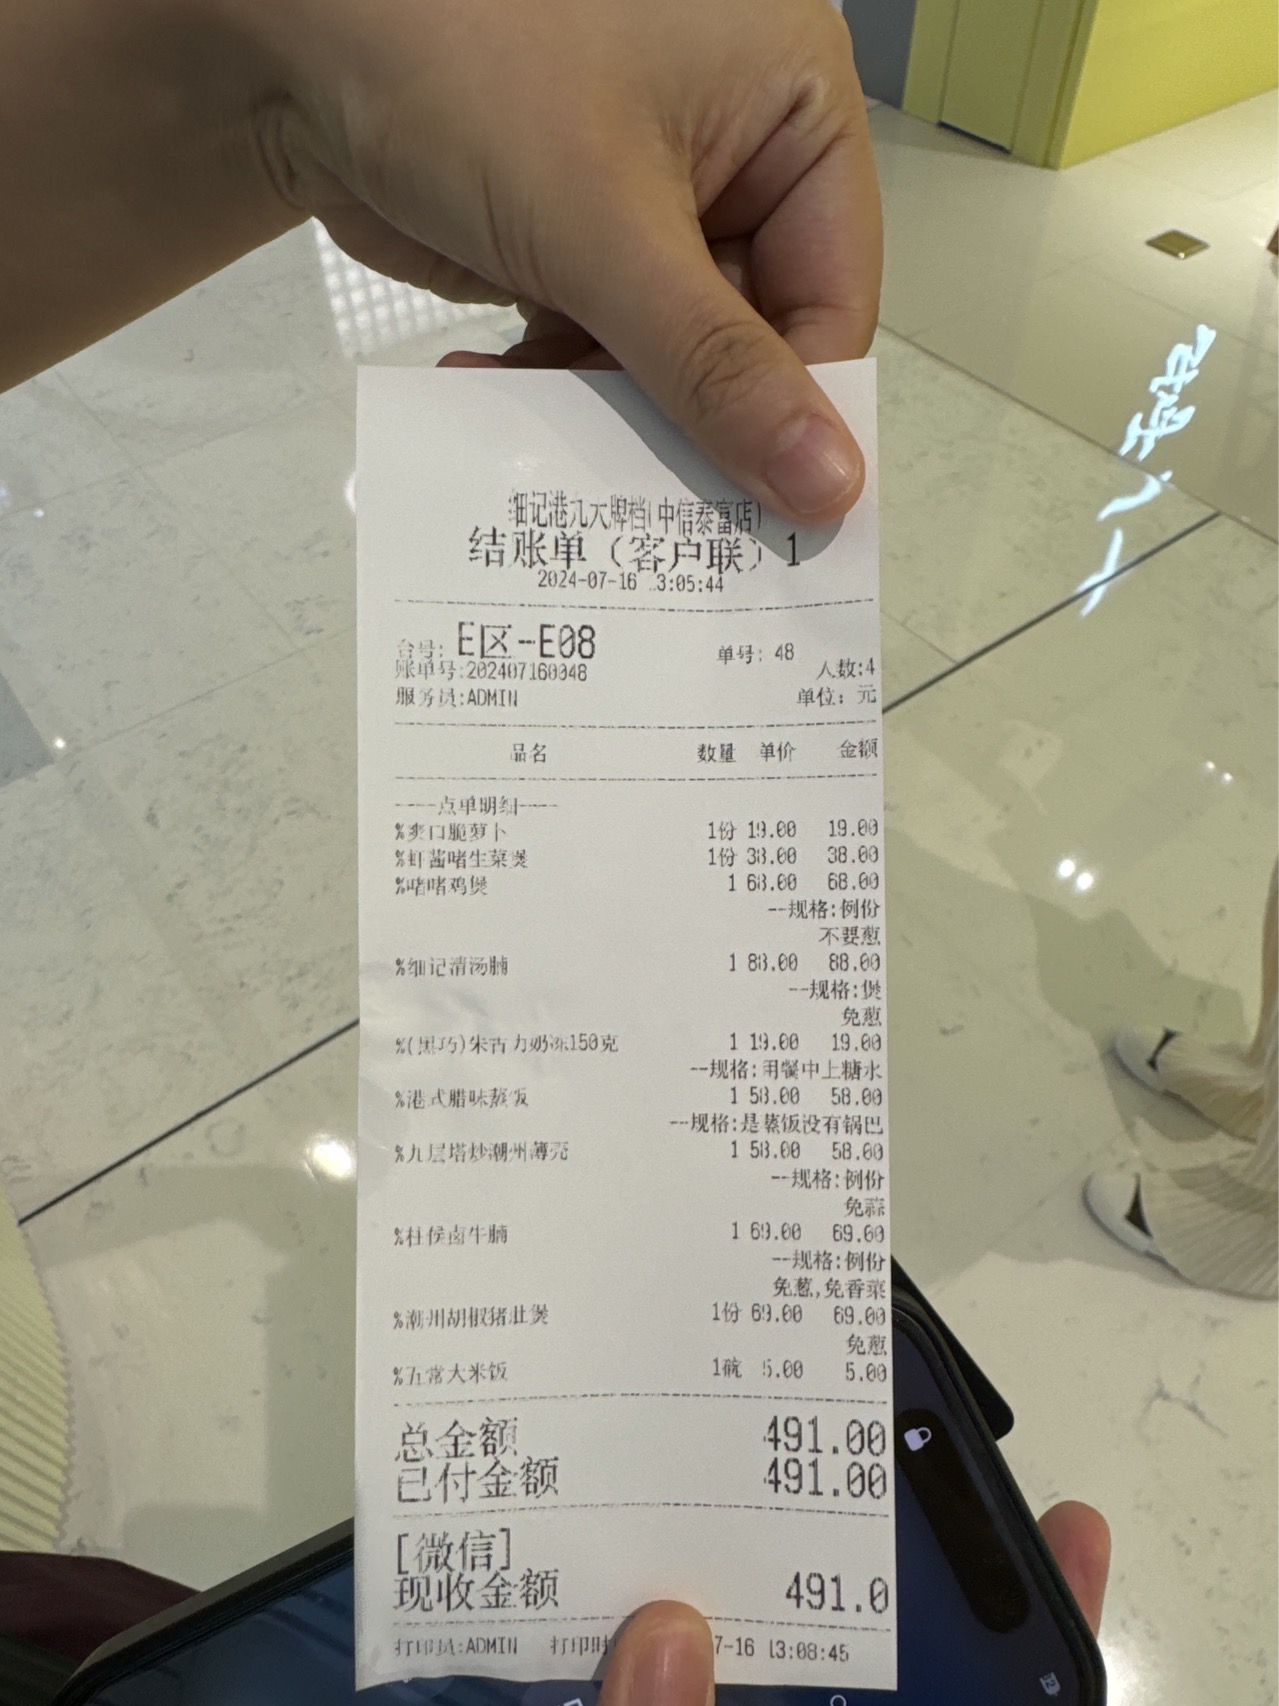 细记港九大牌档(中信泰富店)
结账单（客户联）1
2024-07-16 3:05:44
台号: E区-E08 单号: 48
账单号:202407160048 人数:4
服务员:ADMIN 单位: 元
品名 数量 单价 金额
----点单明细----
%爽口脆萝卜 1份 19.00 19.00
%虾酱啫生菜煲 1份 38.00 38.00
%啫啫鸡煲 1 68.00 68.00
--规格:例份
不要葱
%细记清汤腩 1 88.00 88.00
--规格:煲
免葱
%(黑巧)朱古力奶冻150克 1 19.00 19.00
--规格:用餐中上糖水
%港式腊味蒸饭 1 58.00 58.00
--规格:是蒸饭没有锅巴
%九层塔炒潮州薄壳 1 58.00 58.00
--规格:例份
免蒜
%柱侯卤牛腩 1 69.00 69.00
--规格:例份
免葱,免香菜
%潮州胡椒猪肚煲 1份 69.00 69.00
免葱
%五常大米饭 1碗 5.00 5.00
总金额 491.00
已付金额 491.00
[微信]
现收金额 491.0
打印员:ADMIN 打印时 7-16 13:08:45